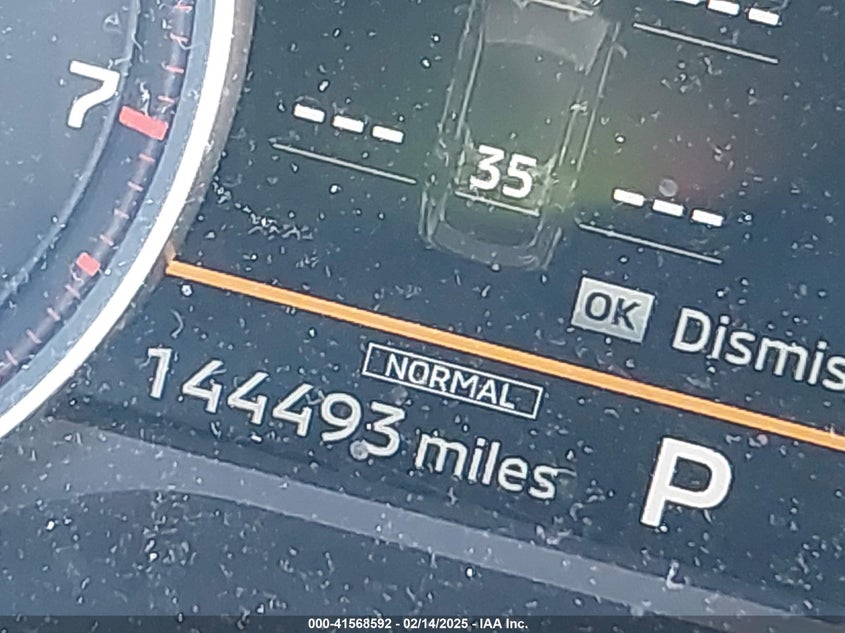 7
---
---
35
---
OK Dismis
NORMAL
144493 miles
P
000-41568592 - 02/14/2025 - IAA Inc.